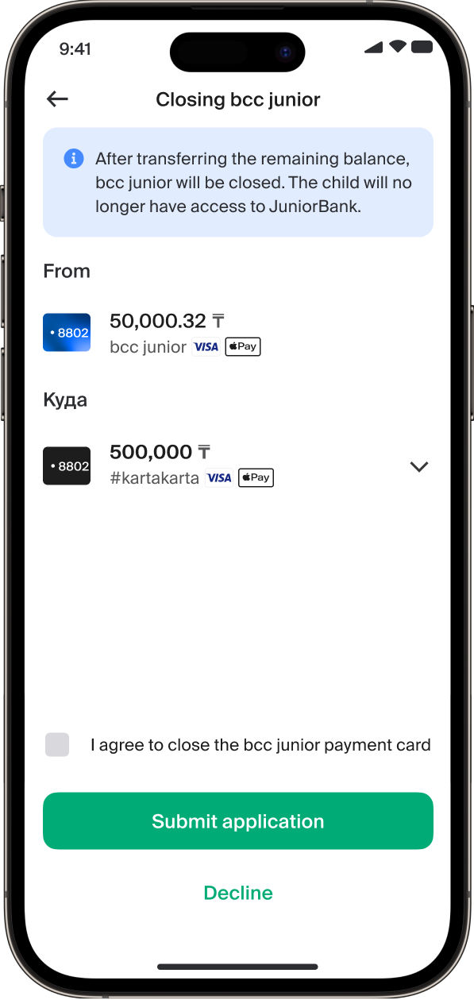 9:41
Closing bcc junior
After transferring the remaining balance,
bcc junior will be closed. The child will no
longer have access to JuniorBank.
From
• 8802
50,000.32 ₸
bcc junior VISA Pay
Куда
• 8802
500,000 ₸
#kartakarta VISA Pay
I agree to close the bcc junior payment card
Submit application
Decline